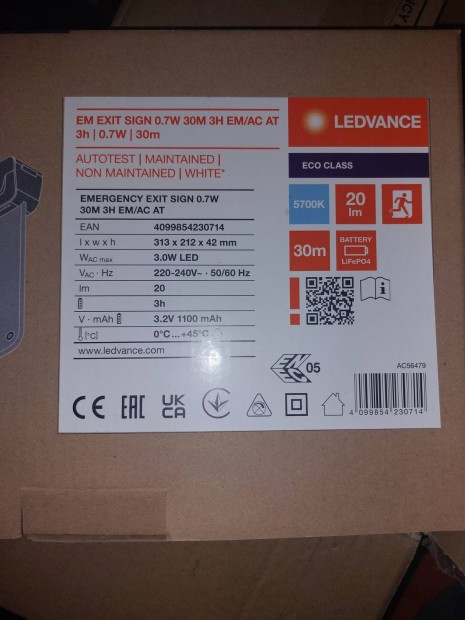 EM EXIT SIGN 0.7W 30M 3H EM/AC AT
3h | 0.7W | 30m
AUTOTEST | MAINTAINED |
NON MAINTAINED | WHITE*
EMERGENCY EXIT SIGN 0.7W
30M 3H EM/AC AT
EAN 4099854230714
l x w x h 313 x 212 x 42 mm
WAC max 3.0W LED
VAC · Hz 220-240V~ · 50/60 Hz
lm 20
3h
V · mAh 3.2V 1100 mAh
[°C] 0°C...+45°C
www.ledvance.com
LEDVANCE
ECO CLASS
5700K
20
lm
30m
BATTERY
LiFePO4
i
ENEC 05
AC56479
CE EAC UK
CA
4 099854 230714